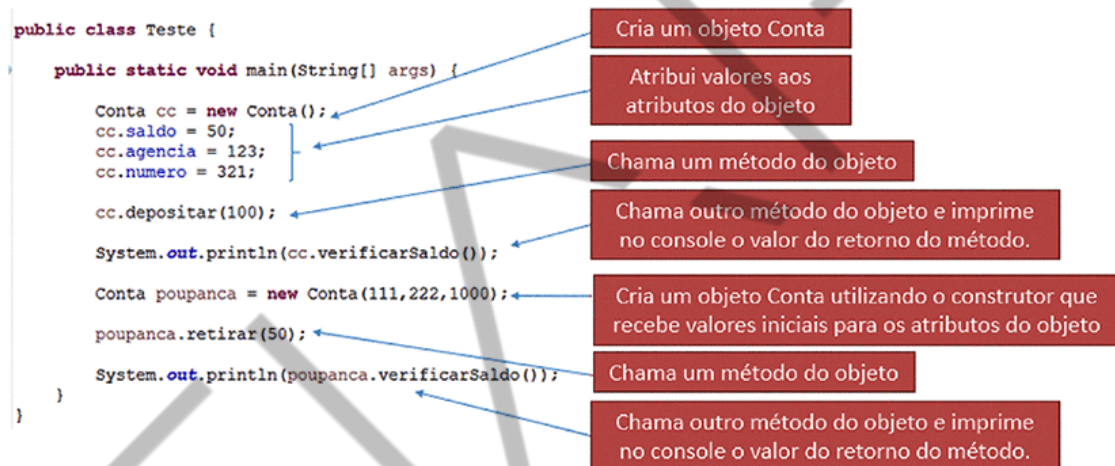 public class Teste {
public static void main(String[] args) {
Conta cc = new Conta();
cc.saldo = 50;
cc.agencia = 123;
cc.numero = 321;
cc.depositar(100);
System.out.println(cc.verificarSaldo());
Conta poupanca = new Conta(111,222,1000);
poupanca.retirar(50);
System.out.println(poupanca.verificarSaldo());
}
}
Cria um objeto Conta
Atribui valores aos
atributos do objeto
Chama um método do objeto
Chama outro método do objeto e imprime
no console o valor do retorno do método.
Cria um objeto Conta utilizando o construtor que
recebe valores iniciais para os atributos do objeto
Chama um método do objeto
Chama outro método do objeto e imprime
no console o valor do retorno do método.